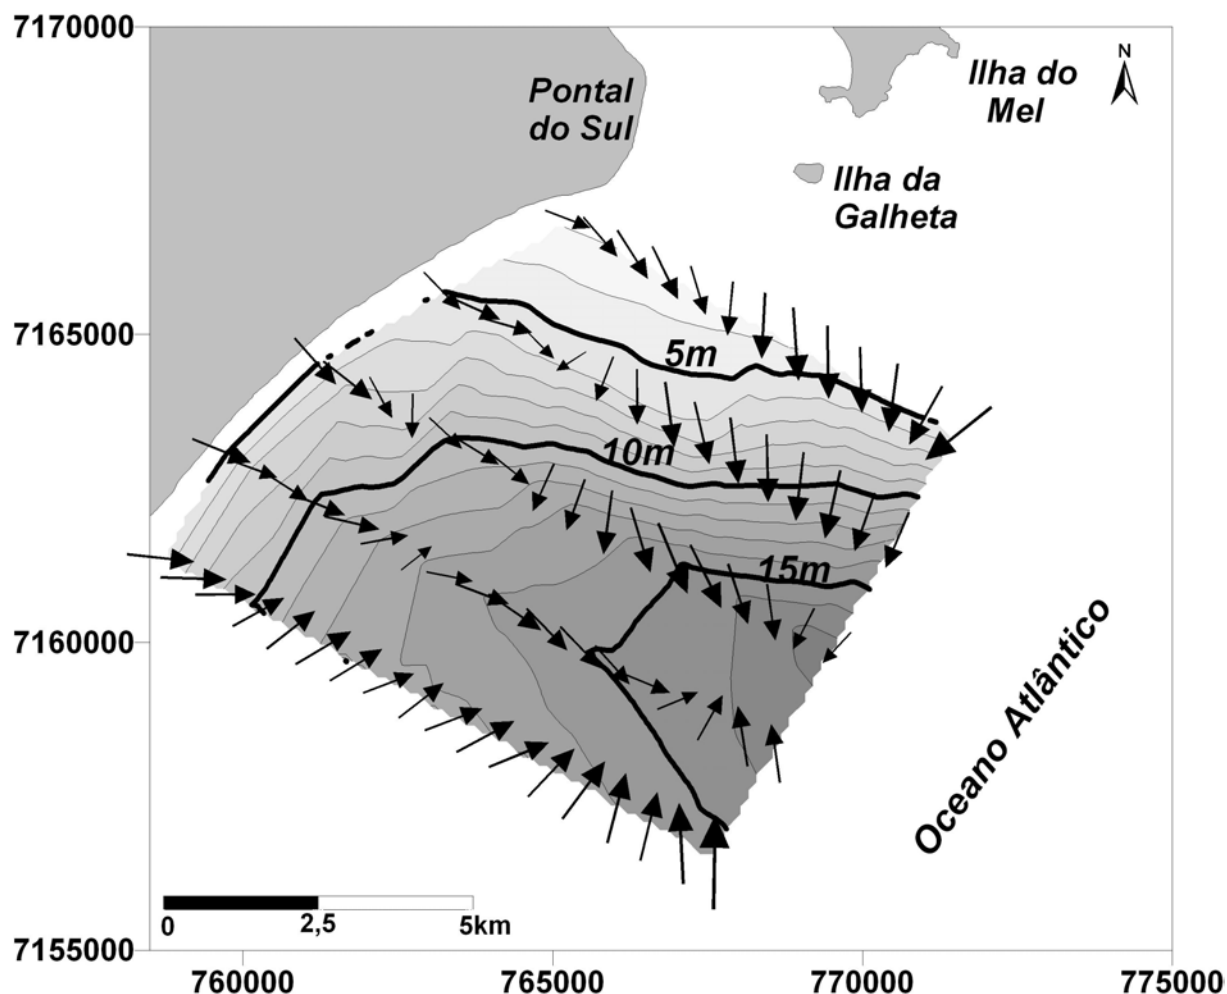 7170000
N
Ilha do
Mel
Pontal
do Sul
Ilha da
Galheta
7165000
5m
10m
15m
7160000
Oceano Atlântico
0
2,5
5km
7155000
760000
765000
770000
775000